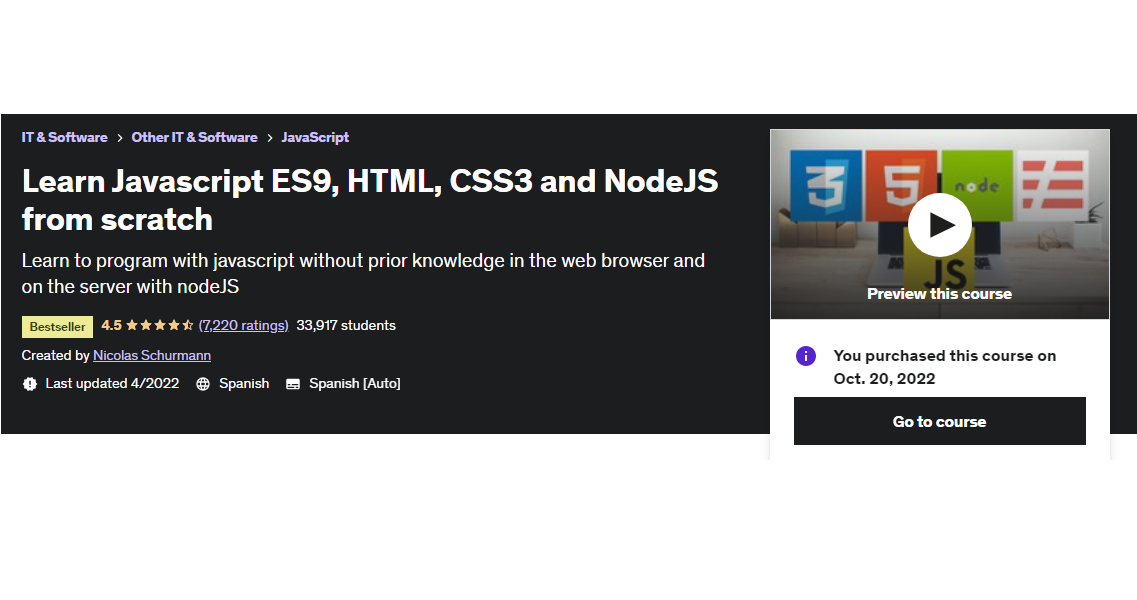 IT & Software > Other IT & Software > JavaScript
Learn Javascript ES9, HTML, CSS3 and NodeJS
from scratch
Learn to program with javascript without prior knowledge in the web browser and
on the server with nodeJS
Bestseller 4.5 (7,220 ratings) 33,917 students
Created by Nicolas Schurmann
Last updated 4/2022 Spanish Spanish [Auto]
3 5 node
JS
Preview this course
You purchased this course on
Oct. 20, 2022
Go to course